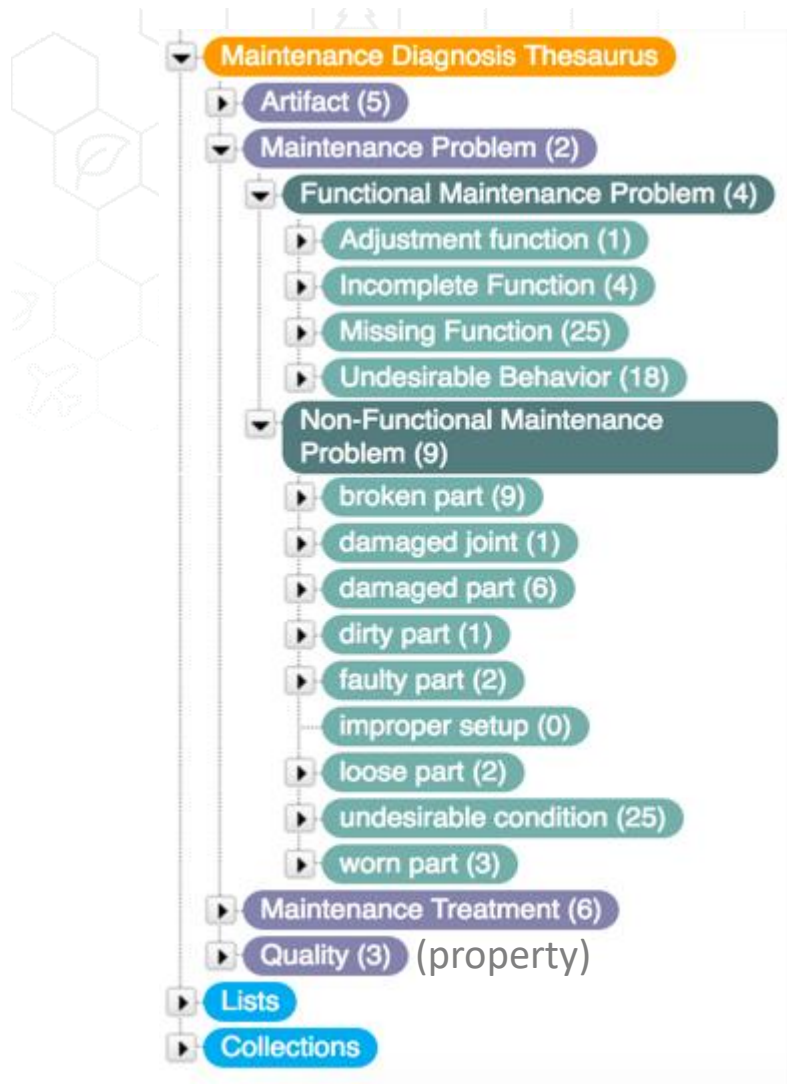 Maintenance Diagnosis Thesaurus
Artifact (5)
Maintenance Problem (2)
Functional Maintenance Problem (4)
Adjustment function (1)
Incomplete Function (4)
Missing Function (25)
Undesirable Behavior (18)
Non-Functional Maintenance
Problem (9)
broken part (9)
damaged joint (1)
damaged part (6)
dirty part (1)
faulty part (2)
improper setup (0)
loose part (2)
undesirable condition (25)
worn part (3)
Maintenance Treatment (6)
Quality (3) (property)
Lists
Collections